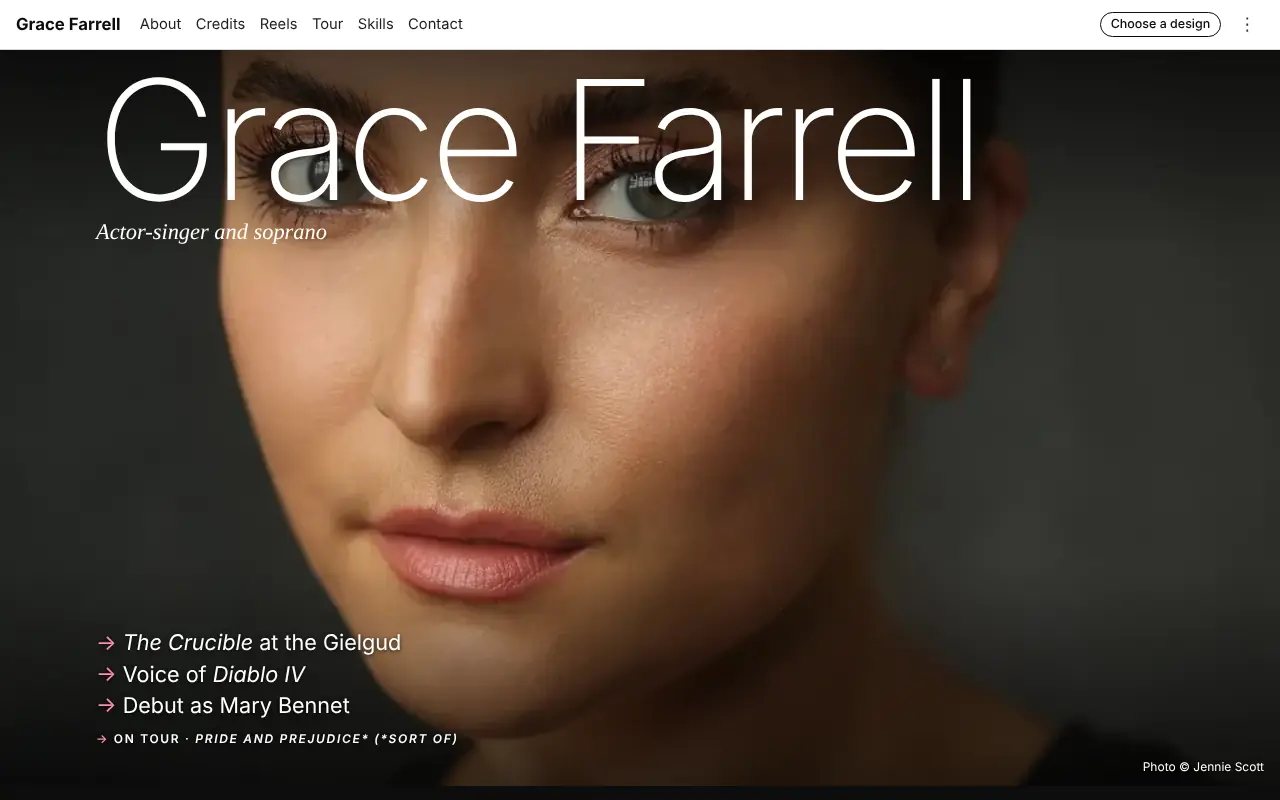 Grace Farrell
About Credits Reels Tour Skills Contact
Choose a design
Grace Farrell
Actor-singer and soprano
→ The Crucible at the Gielgud
→ Voice of Diablo IV
→ Debut as Mary Bennet
→ ON TOUR · PRIDE AND PREJUDICE* (*SORT OF)
Photo © Jennie Scott